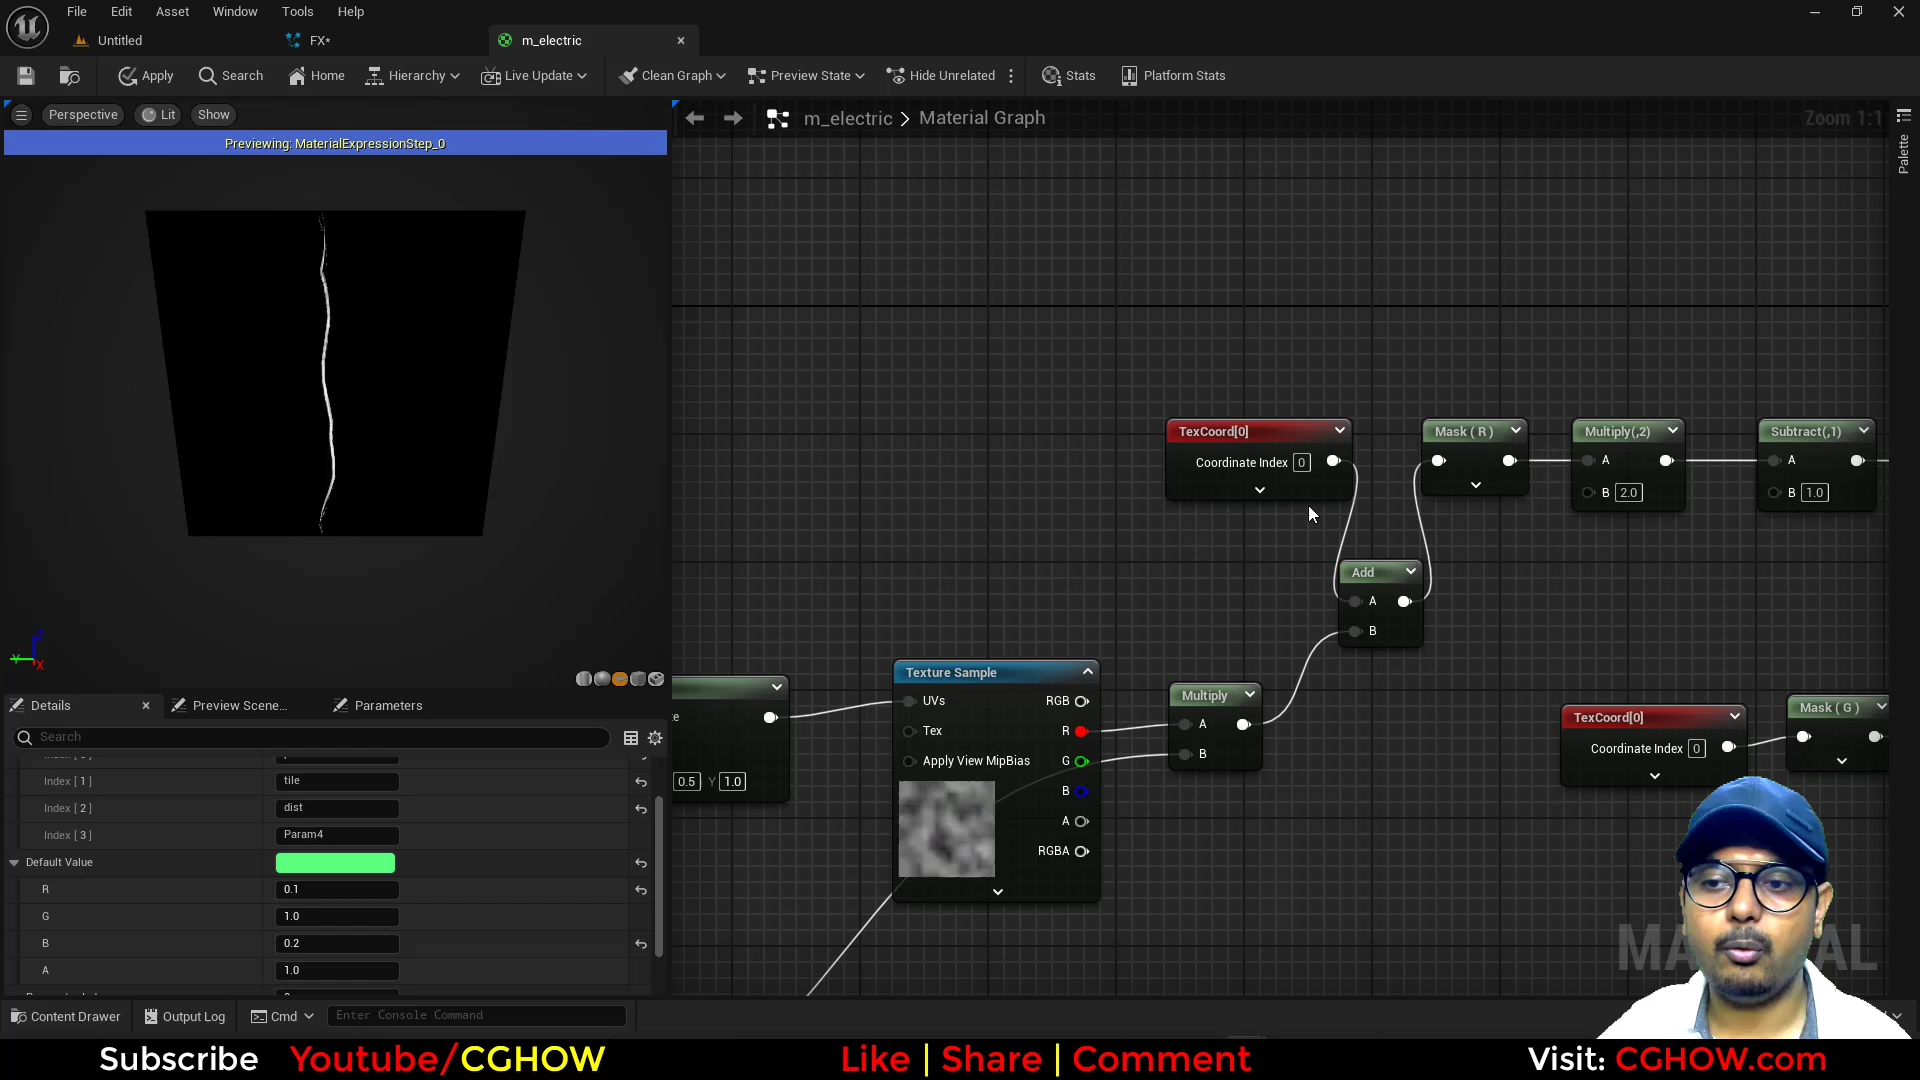 File Edit Asset Window Tools Help
Untitled FX• m_electric
Apply Search Home Hierarchy Live Update Clean Graph Preview State Hide Unrelated Stats Platform Stats
Perspective Lit Show
Previewing: MaterialExpressionStep_0
m_electric > Material Graph
Zoom 1:1
Palette
TexCoord[0]
Coordinate Index 0
Mask ( R )
Multiply(,2)
A
B 2.0
Subtract(,1)
A
B 1.0
Add
A
B
Texture Sample
UVs RGB
Tex R
Apply View MipBias G
B
A
RGBA
Multiply
A
B
0.5 Y 1.0
TexCoord[0]
Coordinate Index 0
Mask ( G )
Details Preview Scene... Parameters
Search
Index [ 1 ] tile
Index [ 2 ] dist
Index [ 3 ] Param4
Default Value
R 0.1
G 1.0
B 0.2
A 1.0
Content Drawer Output Log Cmd Enter Console Command
Subscribe Youtube/CGHOW Like | Share | Comment Visit: CGHOW.com